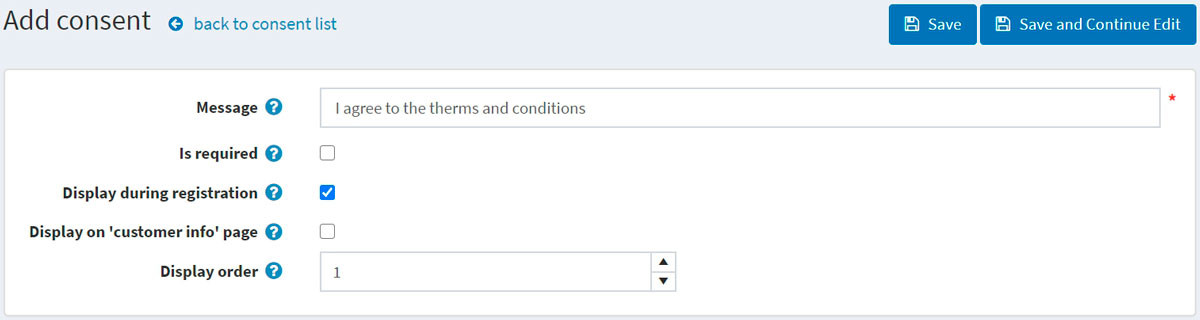 Add consent back to consent list Save Save and Continue Edit
Message ? I agree to the therms and conditions *
Is required ?
Display during registration ?
Display on 'customer info' page ?
Display order ? 1